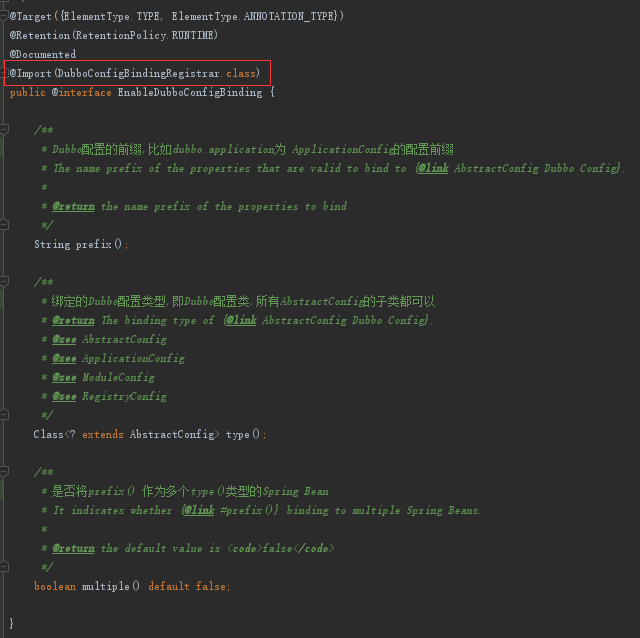 @Target({ElementType.TYPE, ElementType.ANNOTATION_TYPE})
@Retention(RetentionPolicy.RUNTIME)
@Documented
@Import(DubboConfigBindingRegistrar.class)
public @interface EnableDubboConfigBinding {
/**
* Dubbo配置的前缀,比如dubbo.application为 ApplicationConfig的配置前缀
* The name prefix of the properties that are valid to bind to {@link AbstractConfig Dubbo Config}.
*
* @return the name prefix of the properties to bind
*/
String prefix();
/**
* 绑定的Dubbo配置类型,即Dubbo配置类,所有AbstractConfig的子类都可以
* @return The binding type of {@link AbstractConfig Dubbo Config}.
* @see AbstractConfig
* @see ApplicationConfig
* @see ModuleConfig
* @see RegistryConfig
*/
Class<? extends AbstractConfig> type();
/**
* 是否将prefix() 作为多个type()类型的Spring Bean
* It indicates whether {@link #prefix()} binding to multiple Spring Beans.
*
* @return the default value is <code>false</code>
*/
boolean multiple() default false;
}